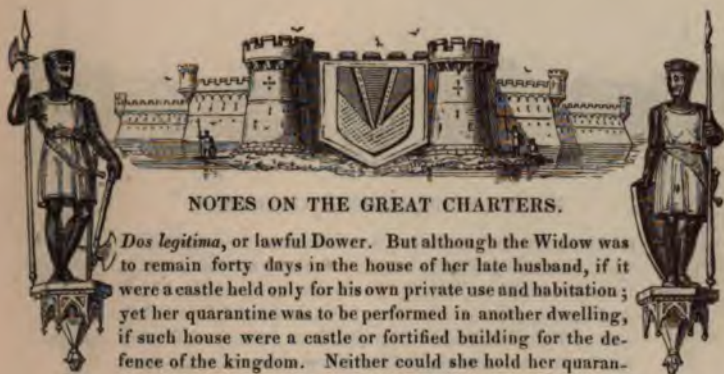 NOTES ON THE GREAT CHARTERS.
Dos legitima, or lawful Dower. But although the Widow was
to remain forty days in the house of her late husband, if it
were a castle held only for his own private use and habitation;
yet her quarantine was to be performed in another dwelling,
if such house were a castle or fortified building for the de-
fence of the kingdom. Neither could she hold her quaran-